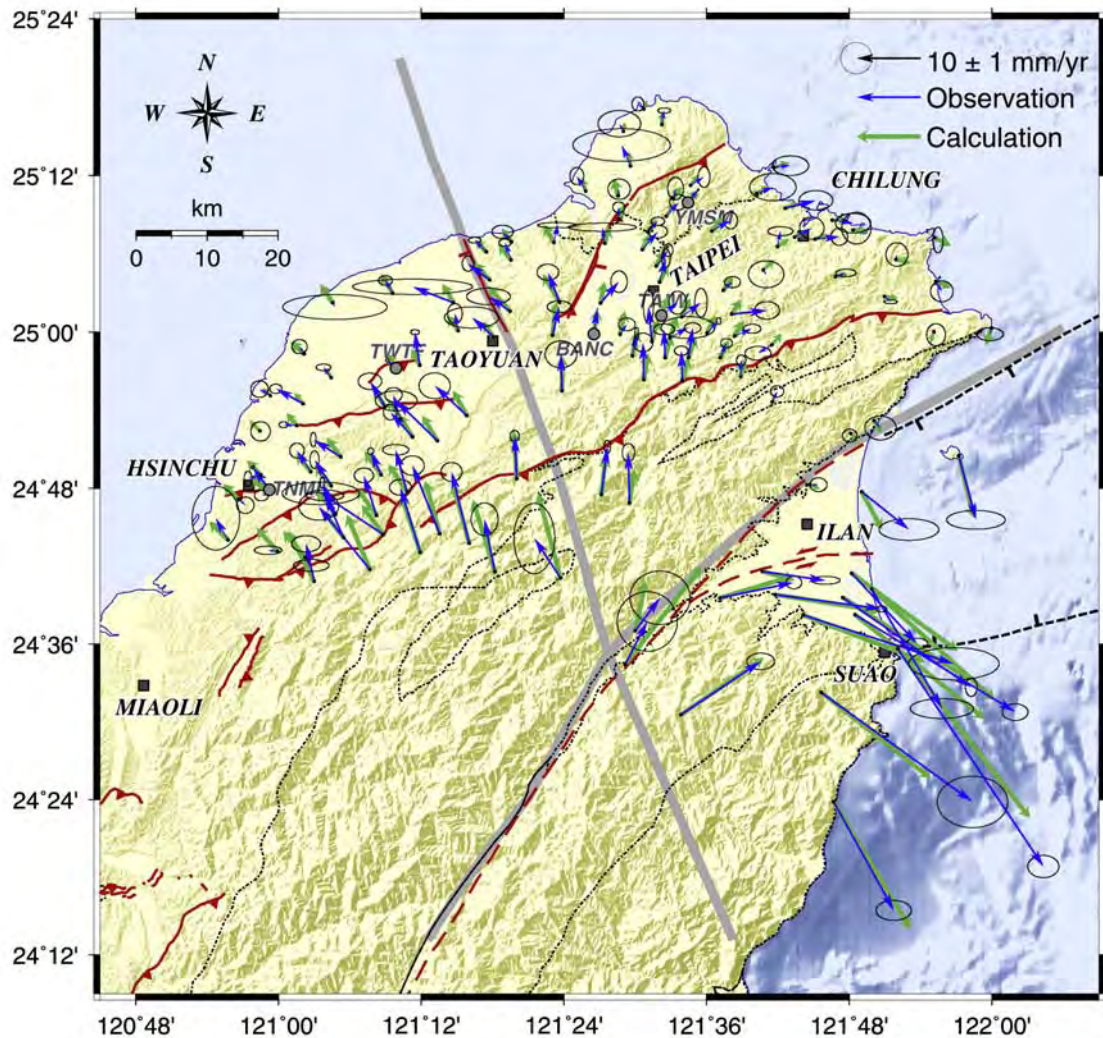 25˚24'
N
W E
S
10 ± 1 mm/yr
Observation
Calculation
25˚12'
km
0 10 20
CHILUNG
YMSM
TAIPEI
TAIW
25˚00'
TWTF
TAOYUAN
BANC
HSINCHU
24˚48'
TNML
ILAN
24˚36'
SUAO
MIAOLI
24˚24'
24˚12'
120˚48' 121˚00' 121˚12' 121˚24' 121˚36' 121˚48' 122˚00'